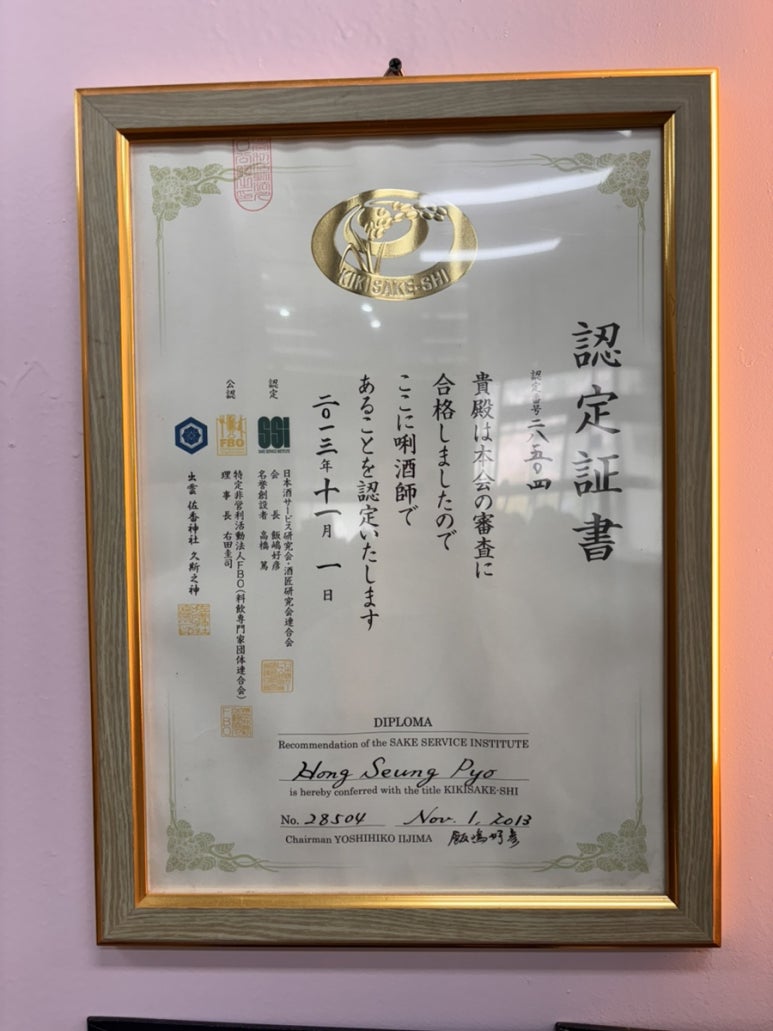 KIKISAKE-SHI
認定証書
認定番号 二八五〇四
貴殿は本会の審査に
合格しましたので
ここに唎酒師で
あることを認定いたします
二〇一三年十一月一日
認定
SSI
SAKE SERVICE INSTITUTE
日本酒サービス研究会・酒匠研究会連合会
会長 飯嶋好彦
名誉創設者 高橋篤
公認
FBO
特定非営利活動法人FBO(料飲専門家団体連合会)
理事長 右田圭司
出雲 佐香神社 久斯之神
FBO
DIPLOMA
Recommendation of the SAKE SERVICE INSTITUTE
Hong Seung Pyo
is hereby conferred with the title KIKISAKE-SHI
No. 28504 Nov. 1, 2013
Chairman YOSHIHIKO IIJIMA 飯嶋好彦